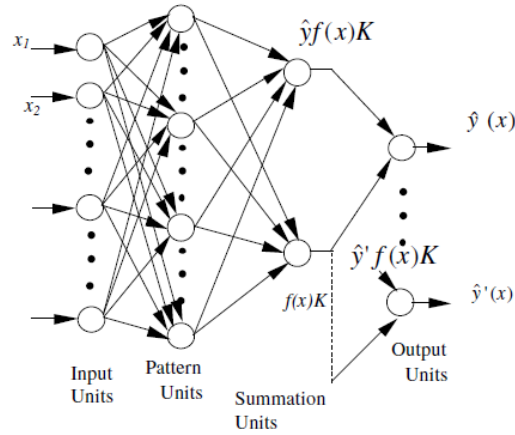 x₁
x₂
ŷf(x)K
ŷ (x)
ŷ'f(x)K
f(x)K
ŷ'(x)
Input
Units
Pattern
Units
Summation
Units
Output
Units